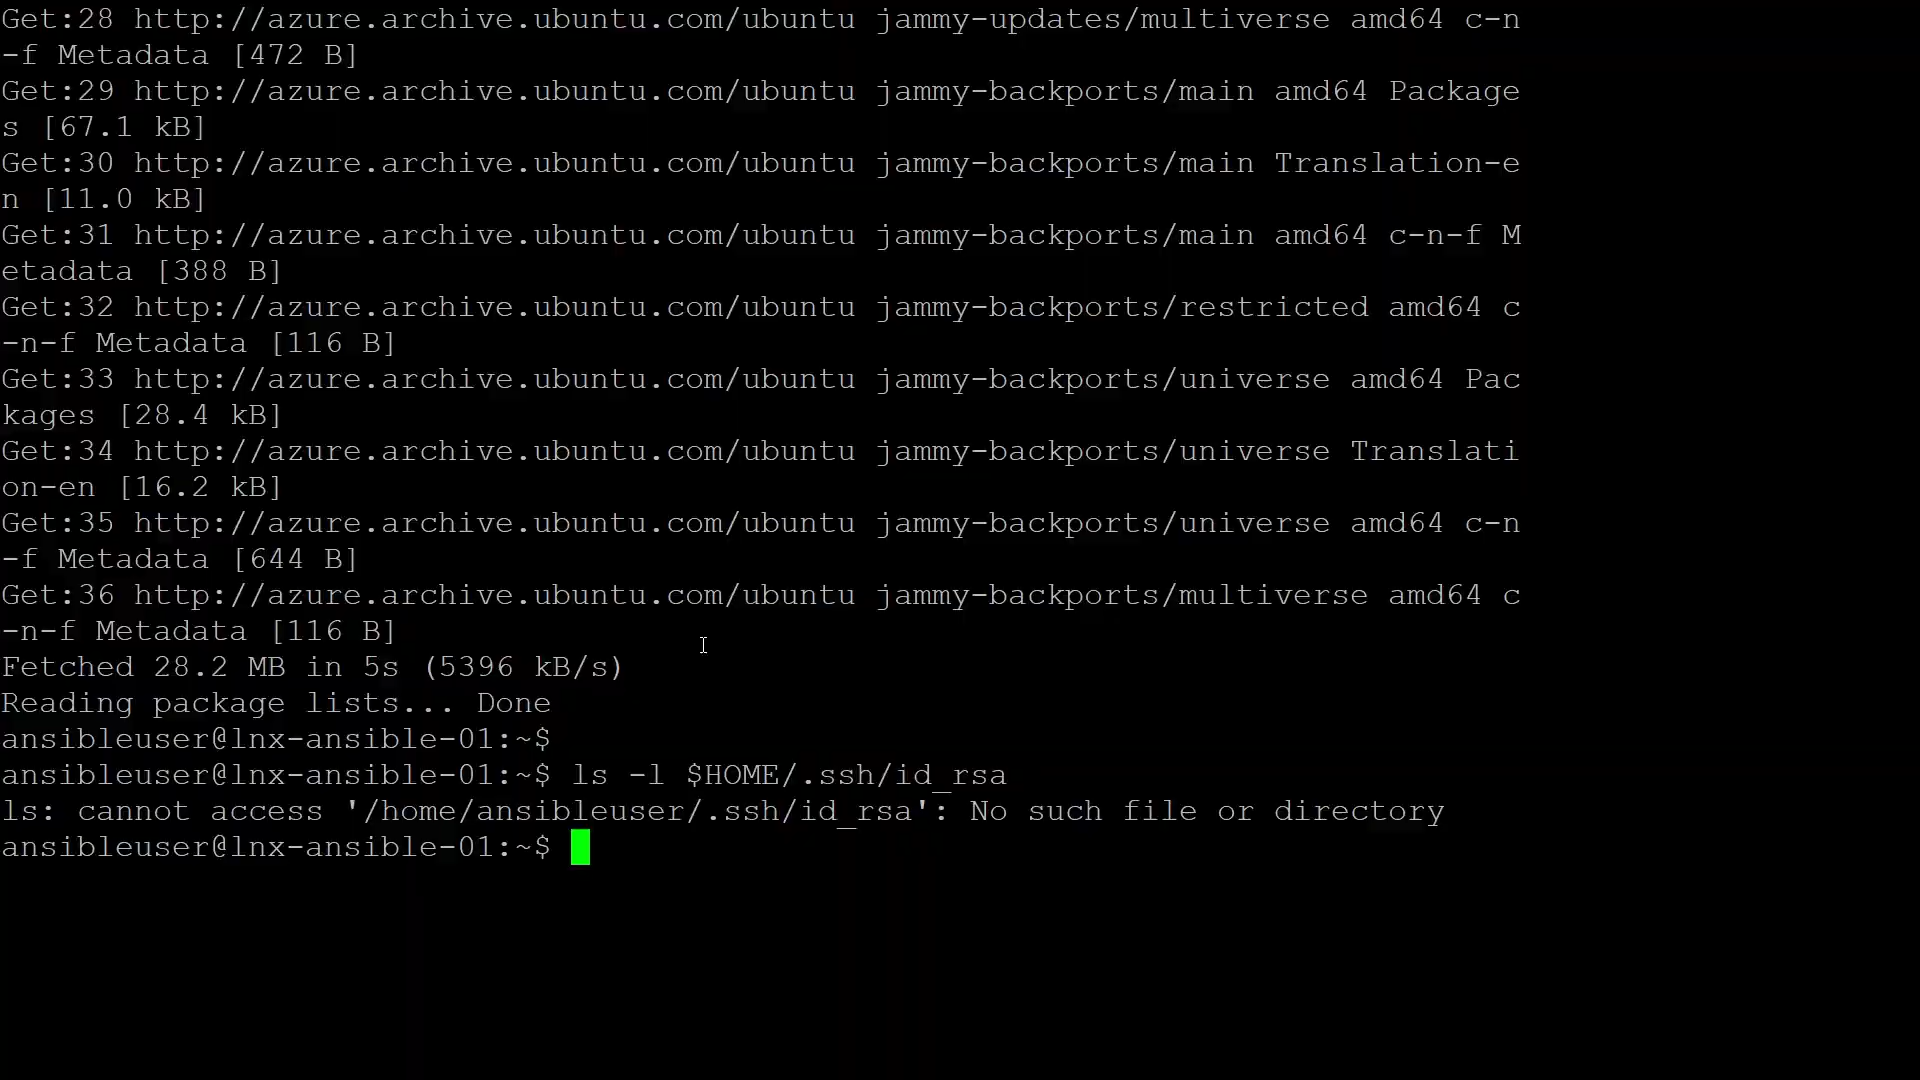 Get:28 http://azure.archive.ubuntu.com/ubuntu jammy-updates/multiverse amd64 c-n
-f Metadata [472 B]
Get:29 http://azure.archive.ubuntu.com/ubuntu jammy-backports/main amd64 Package
s [67.1 kB]
Get:30 http://azure.archive.ubuntu.com/ubuntu jammy-backports/main Translation-e
n [11.0 kB]
Get:31 http://azure.archive.ubuntu.com/ubuntu jammy-backports/main amd64 c-n-f M
etadata [388 B]
Get:32 http://azure.archive.ubuntu.com/ubuntu jammy-backports/restricted amd64 c
-n-f Metadata [116 B]
Get:33 http://azure.archive.ubuntu.com/ubuntu jammy-backports/universe amd64 Pac
kages [28.4 kB]
Get:34 http://azure.archive.ubuntu.com/ubuntu jammy-backports/universe Translati
on-en [16.2 kB]
Get:35 http://azure.archive.ubuntu.com/ubuntu jammy-backports/universe amd64 c-n
-f Metadata [644 B]
Get:36 http://azure.archive.ubuntu.com/ubuntu jammy-backports/multiverse amd64 c
-n-f Metadata [116 B]
Fetched 28.2 MB in 5s (5396 kB/s)
Reading package lists... Done
ansibleuser@lnx-ansible-01:~$
ansibleuser@lnx-ansible-01:~$ ls -l $HOME/.ssh/id_rsa
ls: cannot access '/home/ansibleuser/.ssh/id_rsa': No such file or directory
ansibleuser@lnx-ansible-01:~$